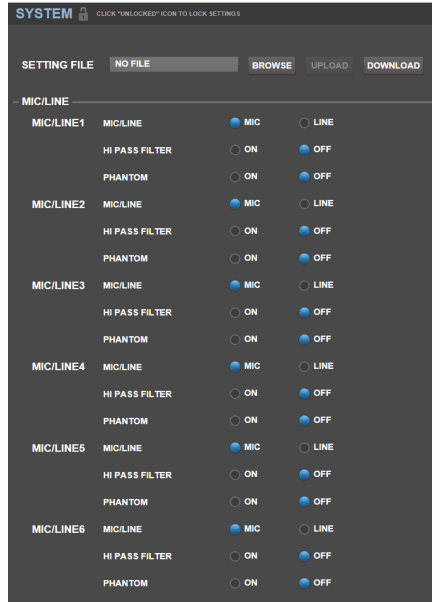 SYSTEM CLICK "UNLOCKED" ICON TO LOCK SETTINGS
SETTING FILE NO FILE BROWSE UPLOAD DOWNLOAD
MIC/LINE
MIC/LINE1 MIC/LINE MIC LINE
HI PASS FILTER ON OFF
PHANTOM ON OFF
MIC/LINE2 MIC/LINE MIC LINE
HI PASS FILTER ON OFF
PHANTOM ON OFF
MIC/LINE3 MIC/LINE MIC LINE
HI PASS FILTER ON OFF
PHANTOM ON OFF
MIC/LINE4 MIC/LINE MIC LINE
HI PASS FILTER ON OFF
PHANTOM ON OFF
MIC/LINE5 MIC/LINE MIC LINE
HI PASS FILTER ON OFF
PHANTOM ON OFF
MIC/LINE6 MIC/LINE MIC LINE
HI PASS FILTER ON OFF
PHANTOM ON OFF